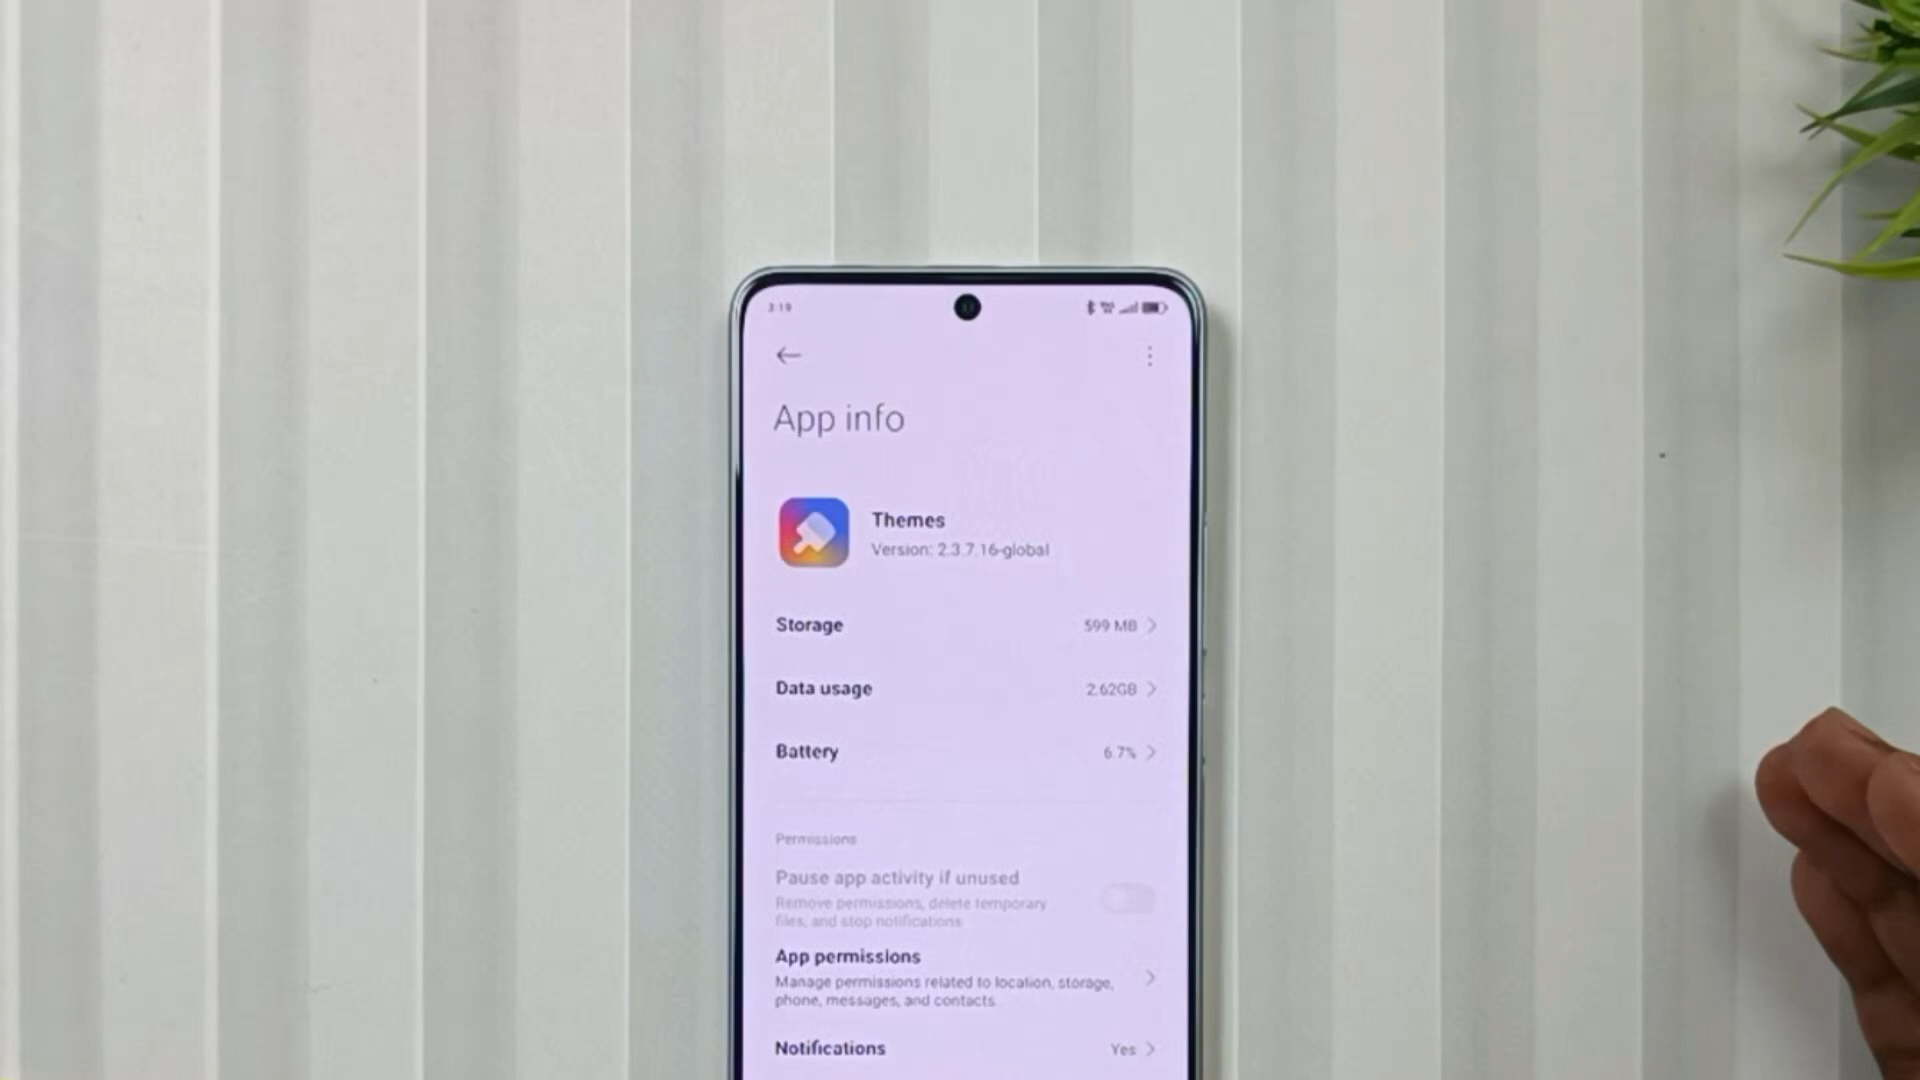 3:19
App info
Themes
Version: 2.3.7.16-global
Storage 599 MB
Data usage 2.62GB
Battery 6.7%
Permissions
Pause app activity if unused
Remove permissions, delete temporary
files, and stop notifications
App permissions
Manage permissions related to location, storage,
phone, messages, and contacts
Notifications Yes